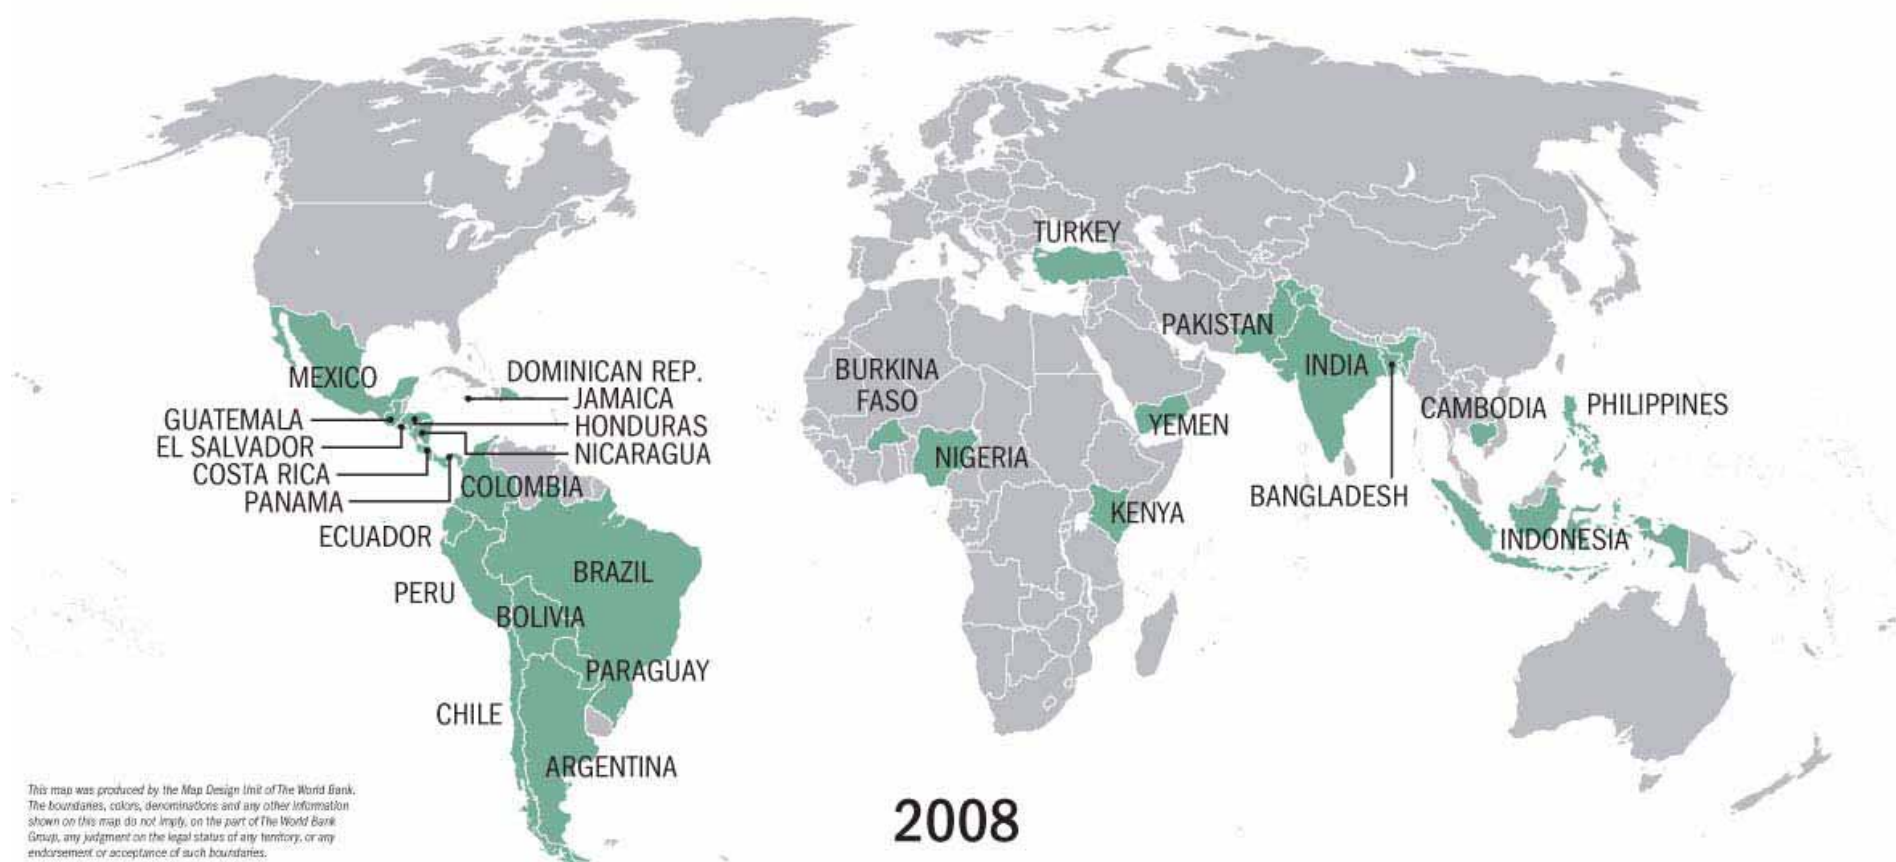 TURKEY
PAKISTAN
INDIA
MEXICO
DOMINICAN REP.
JAMAICA
GUATEMALA
HONDURAS
EL SALVADOR
NICARAGUA
COSTA RICA
PANAMA
COLOMBIA
ECUADOR
PERU
BRAZIL
BOLIVIA
PARAGUAY
CHILE
ARGENTINA
BURKINA
FASO
NIGERIA
YEMEN
KENYA
BANGLADESH
CAMBODIA
PHILIPPINES
INDONESIA
This map was produced by the Map Design Unit of The World Bank.
The boundaries, colors, denominations and any other information
shown on this map do not imply, on the part of The World Bank
Group, any judgment on the legal status of any territory, or any
endorsement or acceptance of such boundaries.
2008